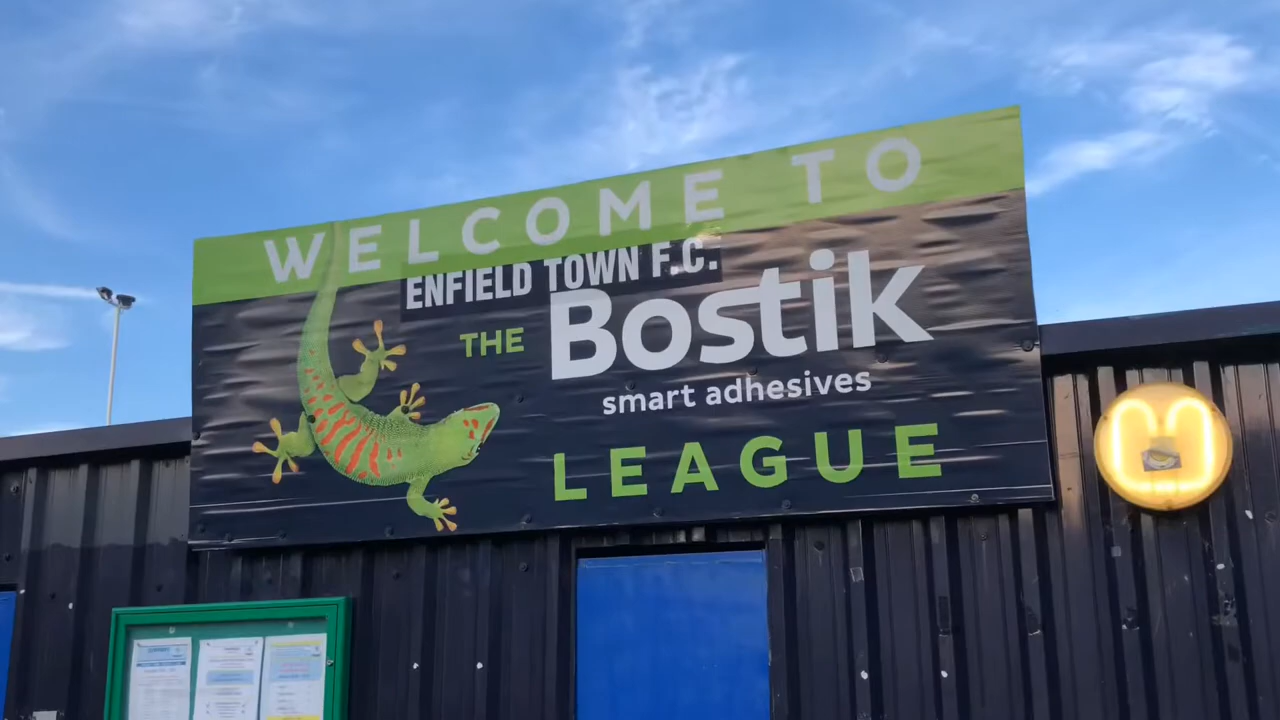 WELCOME TO
ENFIELD TOWN F.C.
THE Bostik
smart adhesives
LEAGUE